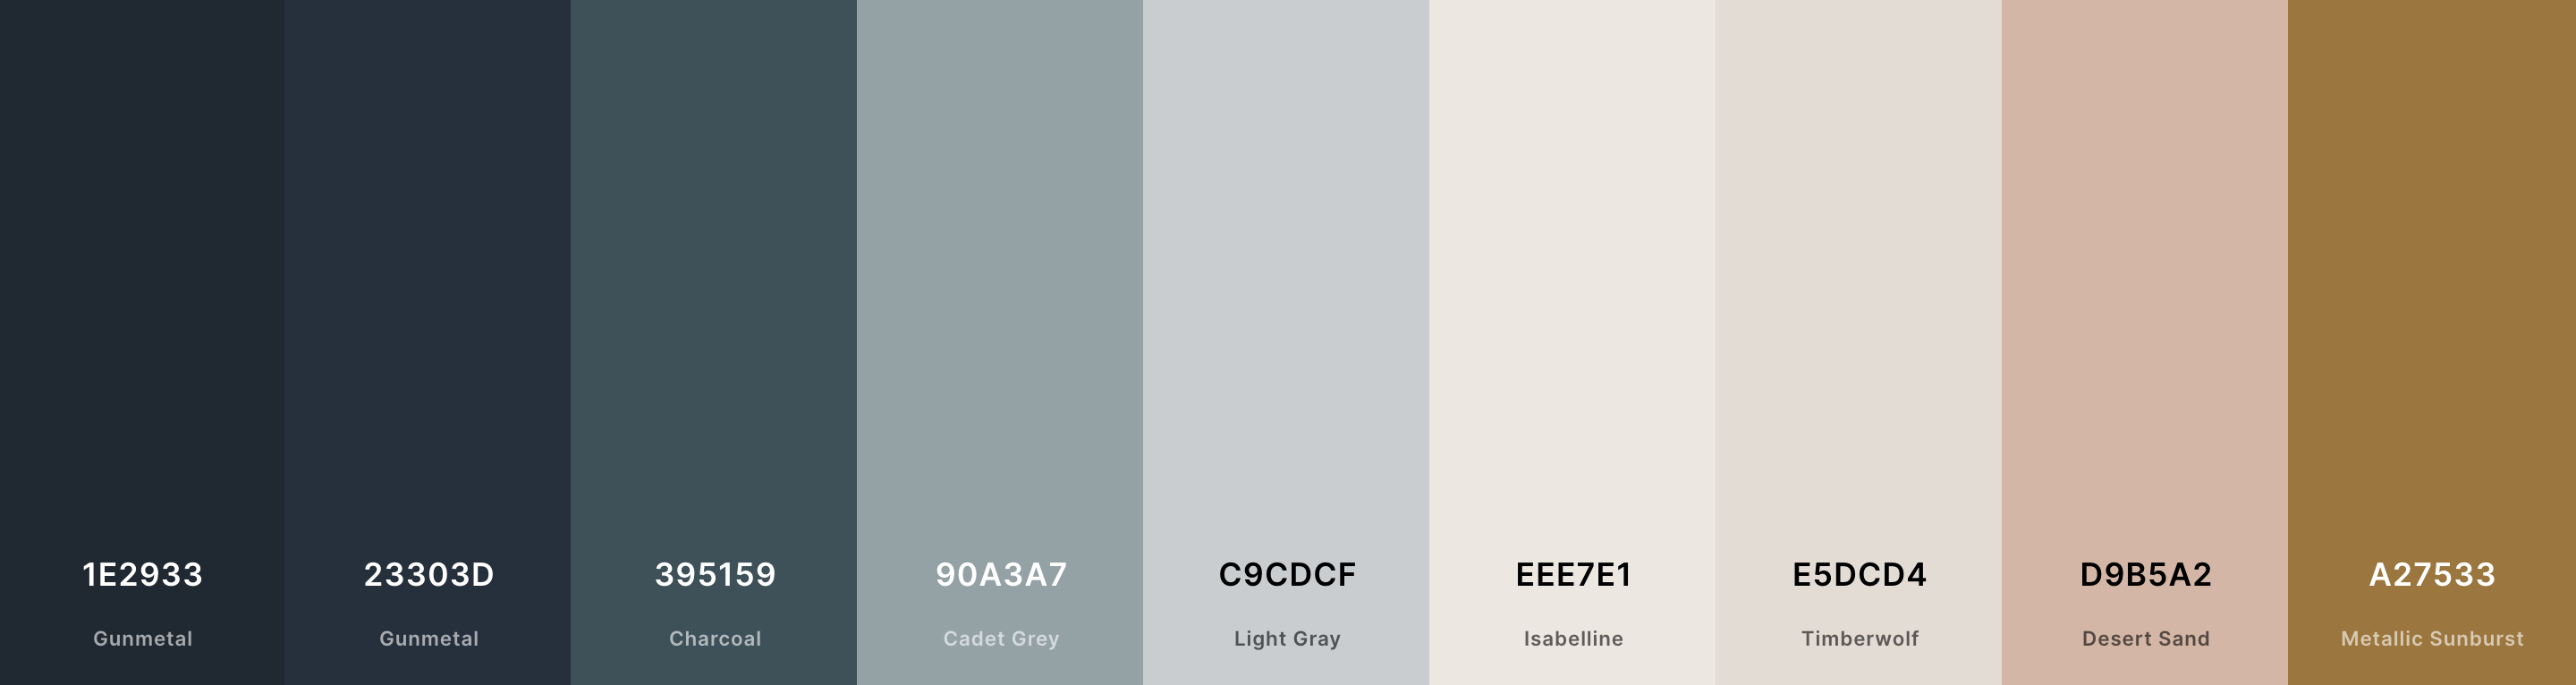 1E2933 23303D 395159 90A3A7 C9CDCF EEE7E1 E5DCD4 D9B5A2 A27533
Gunmetal Gunmetal Charcoal Cadet Grey Light Gray Isabelline Timberwolf Desert Sand Metallic Sunburst